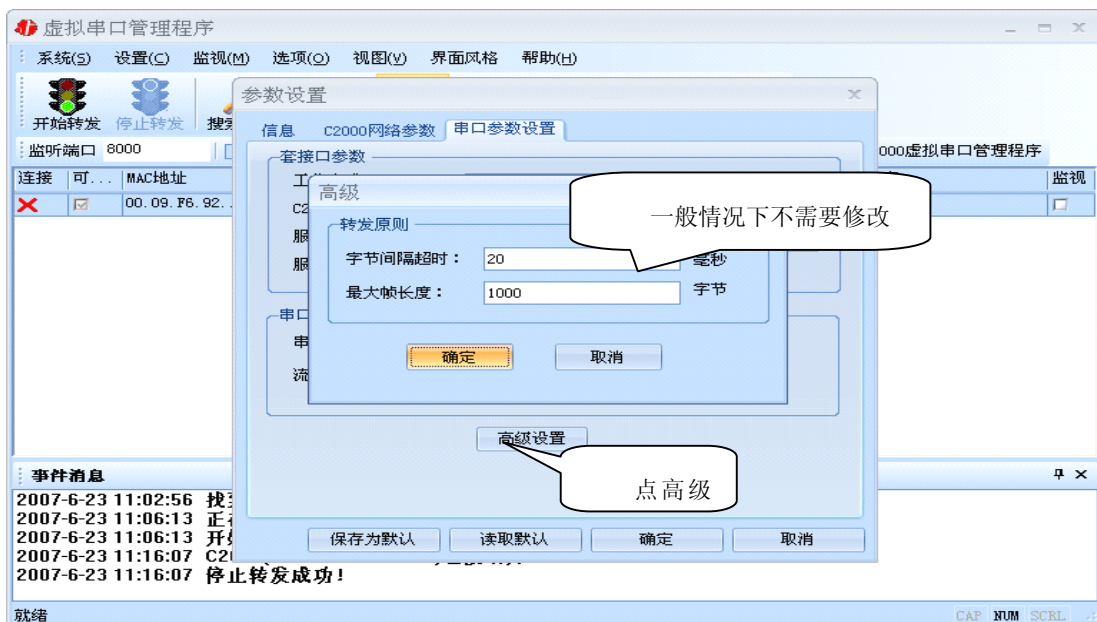 虚拟串口管理程序
系统(S) 设置(C) 监视(M) 选项(O) 视图(V) 界面风格 帮助(H)
开始转发 停止转发
监听端口 8000
000虚拟串口管理程序
连接 可... MAC地址 监视
00.09.F6.92.
参数设置
信息 C2000网络参数 串口参数设置
套接口参数
高级
转发原则
字节间隔超时： 20 毫秒
最大帧长度： 1000 字节
确定 取消
一般情况下不需要修改
高级设置
点高级
保存为默认 读取默认 确定 取消
事件消息
2007-6-23 11:02:56
2007-6-23 11:06:13
2007-6-23 11:06:13
2007-6-23 11:16:07
2007-6-23 11:16:07 停止转发成功!
就绪
CAP NUM SCRL